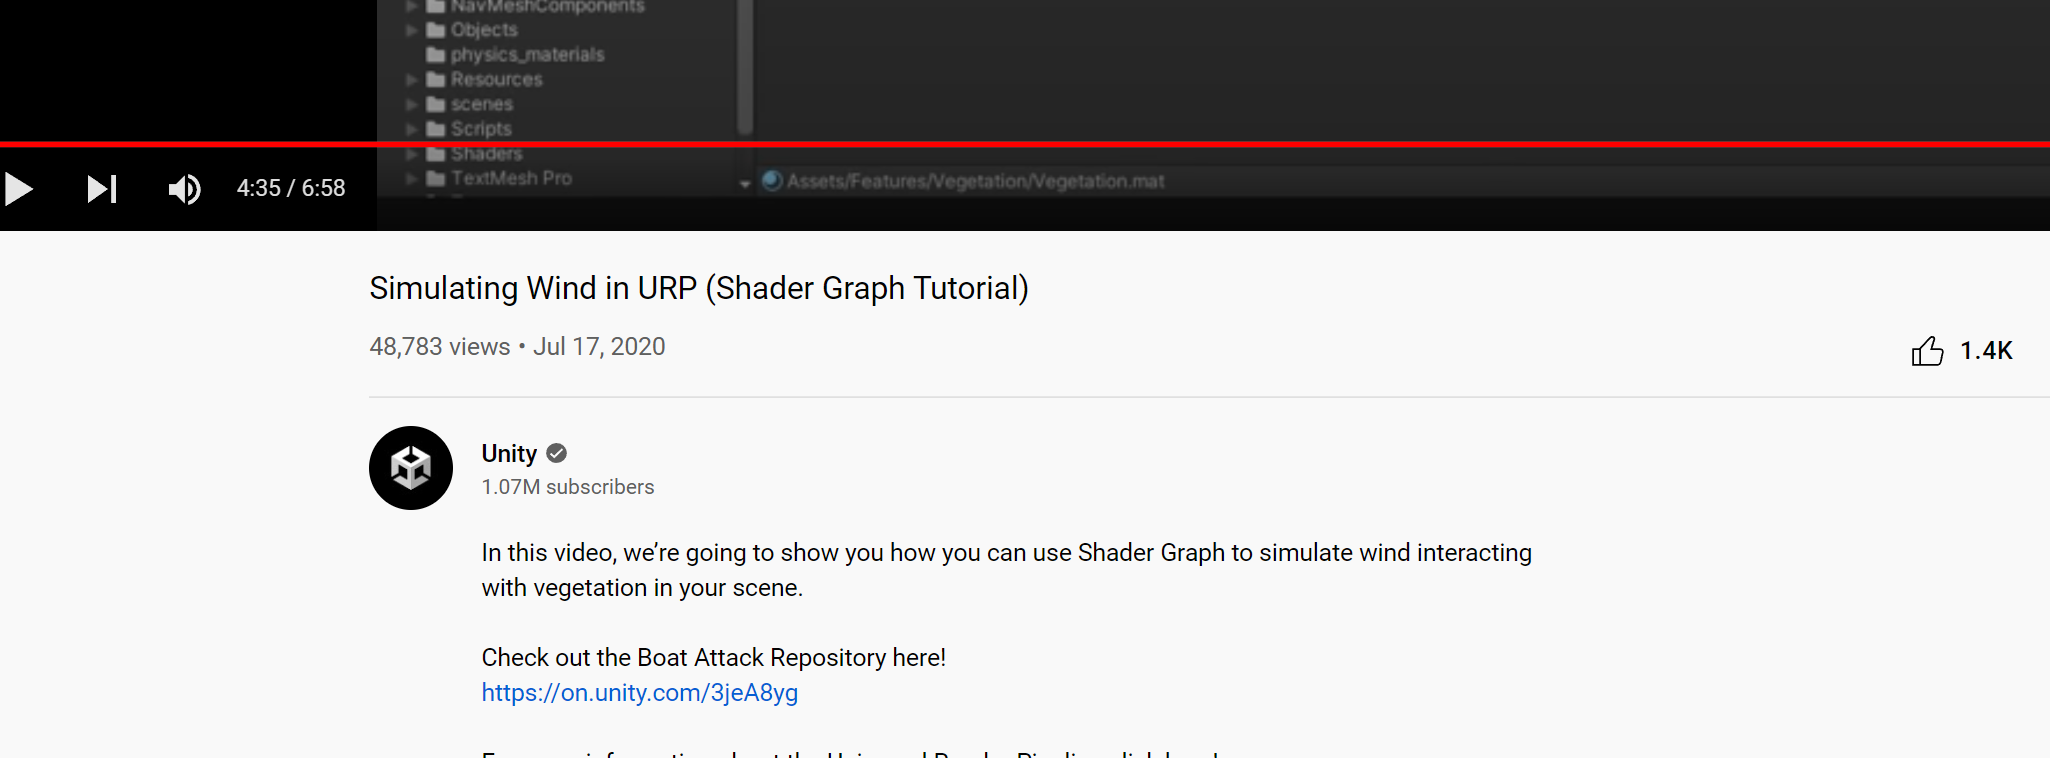 NavMeshComponents
Objects
physics_materials
Resources
scenes
Scripts
Shaders
TextMesh Pro
4:35 / 6:58
Assets/Features/Vegetation/Vegetation.mat
Simulating Wind in URP (Shader Graph Tutorial)
48,783 views • Jul 17, 2020
1.4K
Unity
1.07M subscribers
In this video, we’re going to show you how you can use Shader Graph to simulate wind interacting
with vegetation in your scene.
Check out the Boat Attack Repository here!
https://on.unity.com/3jeA8yg